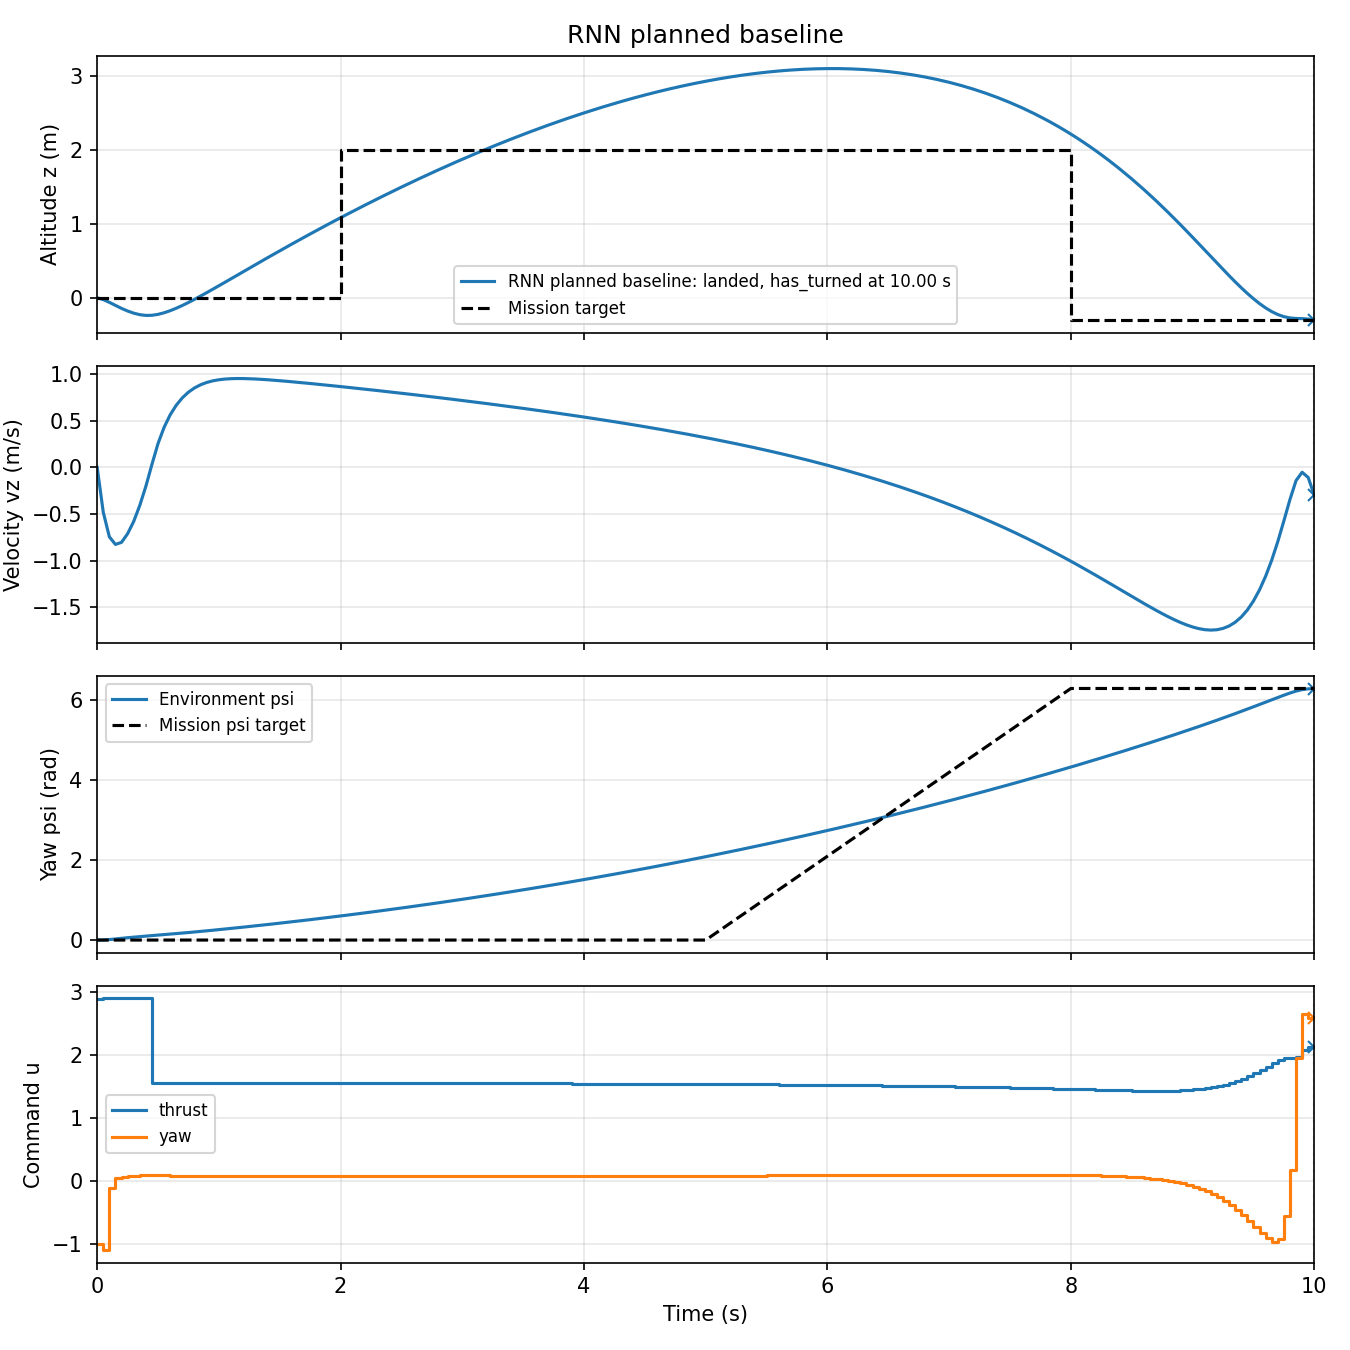 RNN planned baseline
3
2
1
0
Altitude z (m)
RNN planned baseline: landed, has_turned at 10.00 s
Mission target
1.0
0.5
0.0
−0.5
−1.0
−1.5
Velocity vz (m/s)
6
4
2
0
Yaw psi (rad)
Environment psi
Mission psi target
3
2
1
0
−1
Command u
thrust
yaw
0 2 4 6 8 10
Time (s)